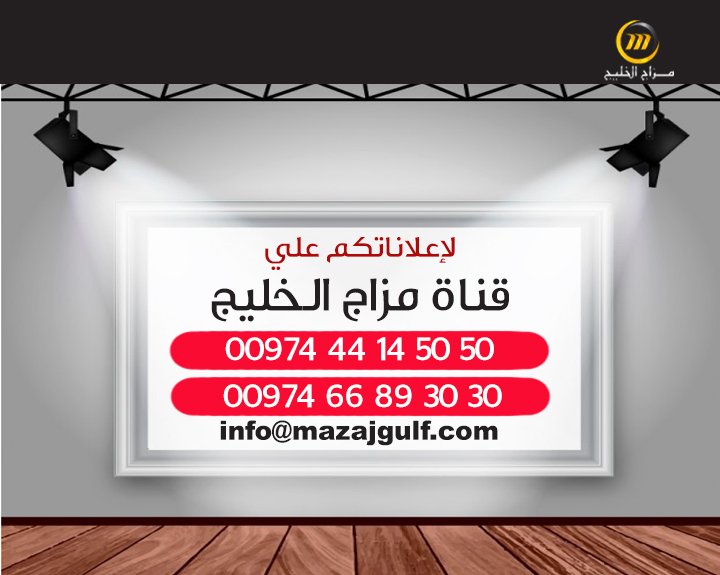 مزاج الخليج
لإعلاناتكم علي
قناة مزاج الخليج
00974 44 14 50 50
00974 66 89 30 30
info@mazajgulf.com